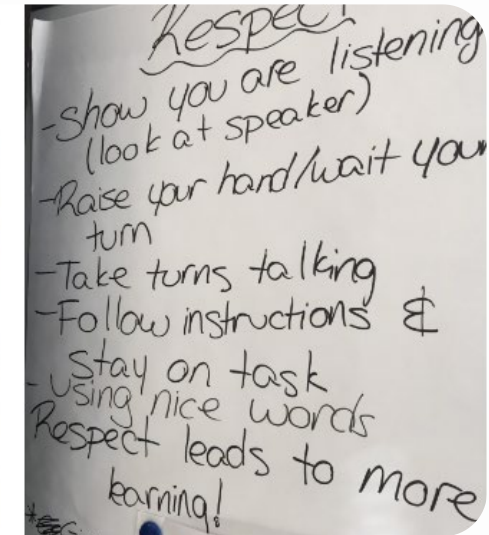 Respect
-Show you are listening
(look at speaker)
-Raise your hand/wait your
turn
-Take turns talking
-Follow instructions &
Stay on task
-using nice words
Respect leads to more
learning!